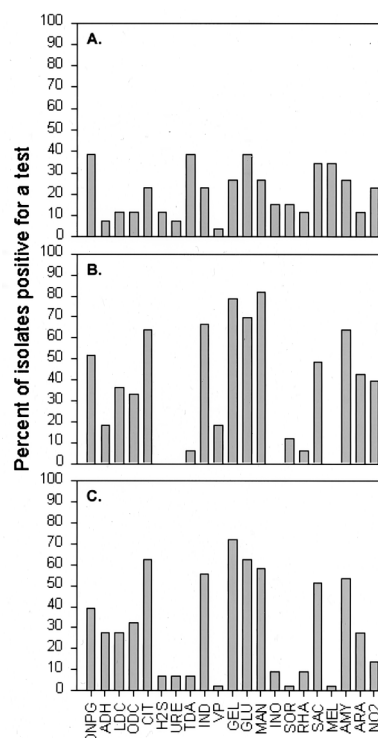 Percent of isolates positive for a test
A.
100
90
80
70
60
50
40
30
20
10
0
B.
100
90
80
70
60
50
40
30
20
10
0
C.
100
90
80
70
60
50
40
30
20
10
0
ONPG
ADH
LDC
ODC
CIT
H2S
URE
TDA
IND
VP
GEL
GLU
MAN
INO
SOR
RHA
SAC
MEL
AMY
ARA
NO2